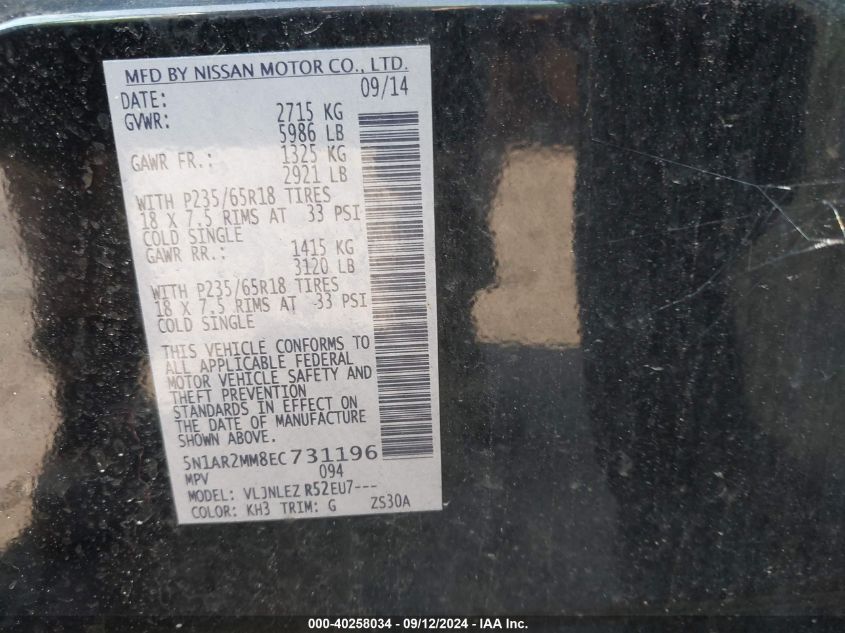 MFD BY NISSAN MOTOR CO., LTD.
DATE: 09/14
GVWR: 2715 KG
5986 LB
GAWR FR.: 1325 KG
2921 LB
WITH P235/65R18 TIRES
18 X 7.5 RIMS AT 33 PSI
COLD SINGLE
GAWR RR.: 1415 KG
3120 LB
WITH P235/65R18 TIRES
18 X 7.5 RIMS AT 33 PSI
COLD SINGLE
THIS VEHICLE CONFORMS TO
ALL APPLICABLE FEDERAL
MOTOR VEHICLE SAFETY AND
THEFT PREVENTION
STANDARDS IN EFFECT ON
THE DATE OF MANUFACTURE
SHOWN ABOVE.
5N1AR2MM8EC731196
MPV 094
MODEL: VLJNLEZ R52EU7---
COLOR: KH3 TRIM: G ZS30A
000-40258034 - 09/12/2024 - IAA Inc.